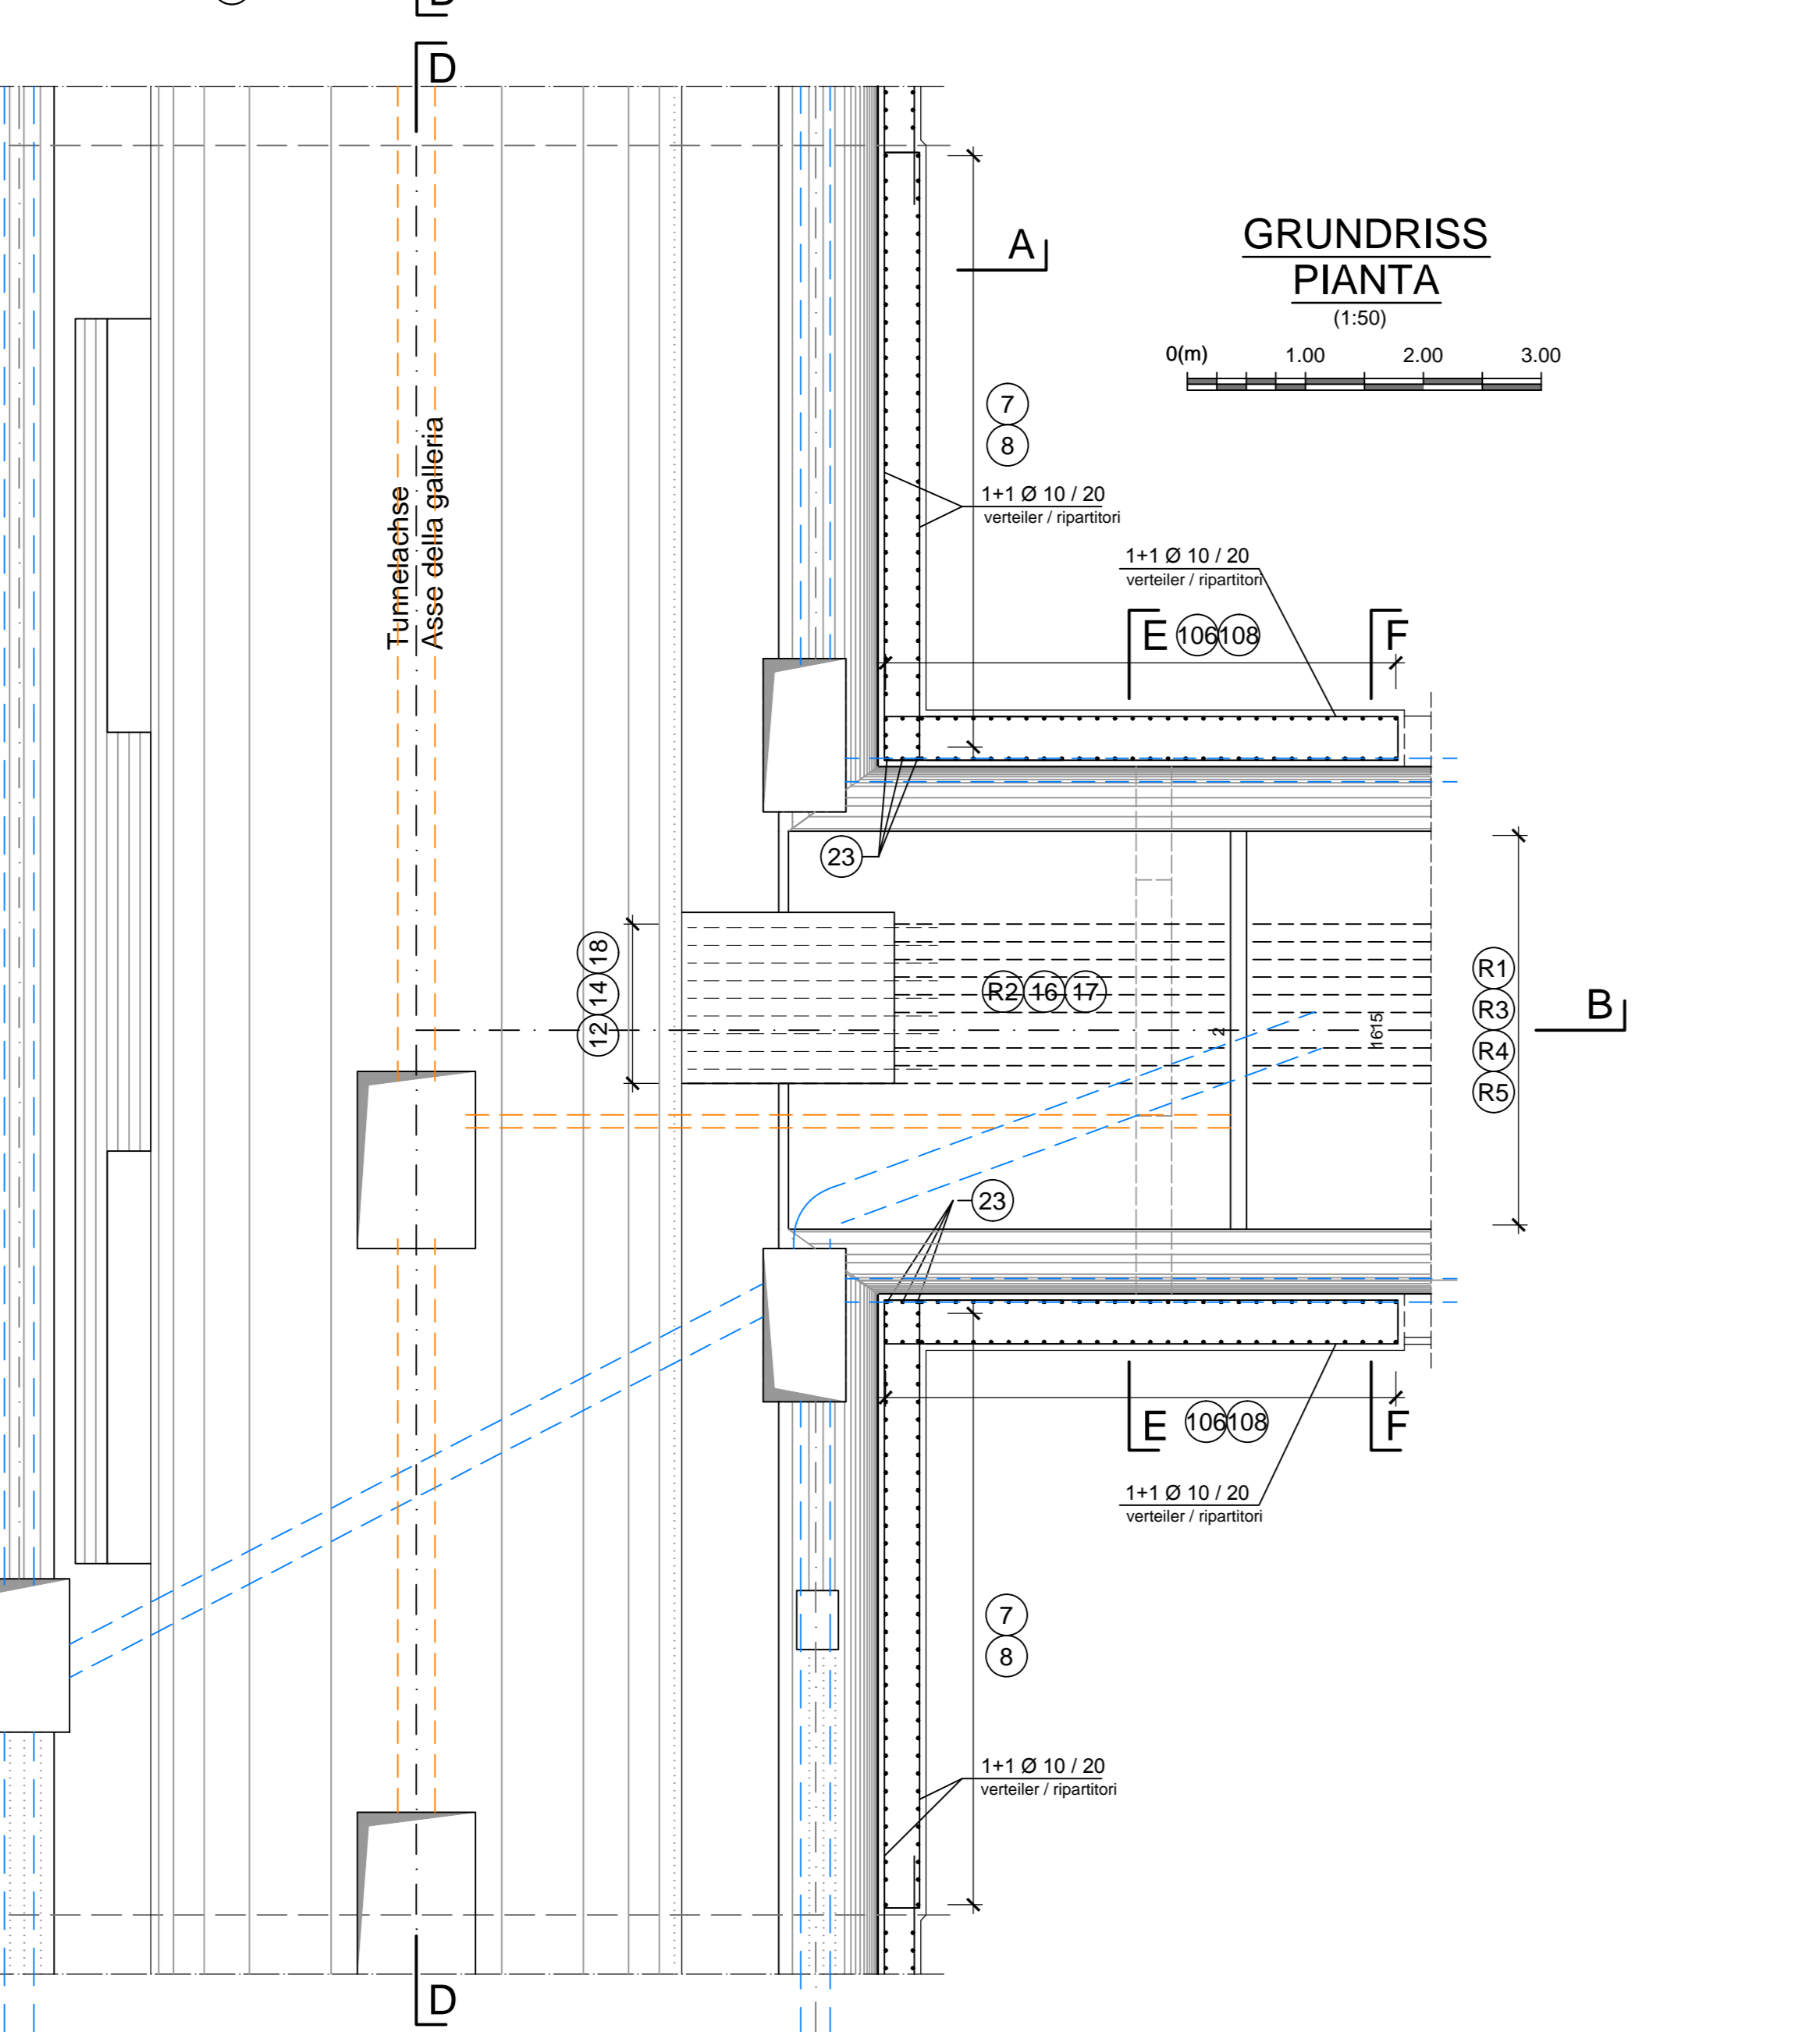 D
A
GRUNDRISS
PIANTA
(1:50)
0(m) 1.00 2.00 3.00
7
8
1+1 Ø 10 / 20
verteiler / ripartitori
Tunnelachse
Asse della galleria
1+1 Ø 10 / 20
verteiler / ripartitori
E 106 108 F
23
12 14 18
R2 16 17
2
1615
R1
R3
R4
R5
B
23
E 106 108 F
1+1 Ø 10 / 20
verteiler / ripartitori
7
8
1+1 Ø 10 / 20
verteiler / ripartitori
D